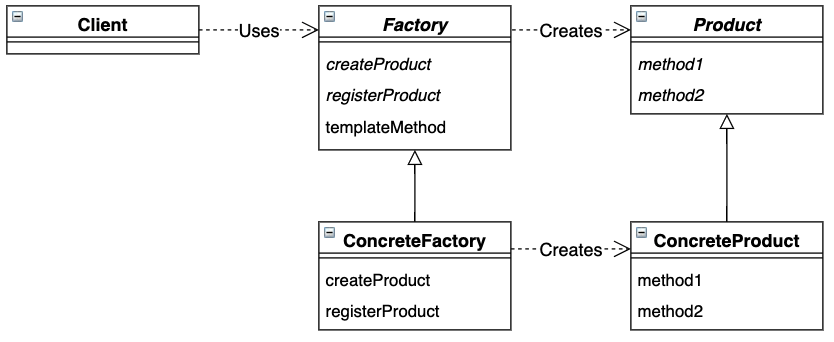 Client
Uses
Factory
createProduct
registerProduct
templateMethod
Creates
Product
method1
method2
ConcreteFactory
createProduct
registerProduct
Creates
ConcreteProduct
method1
method2